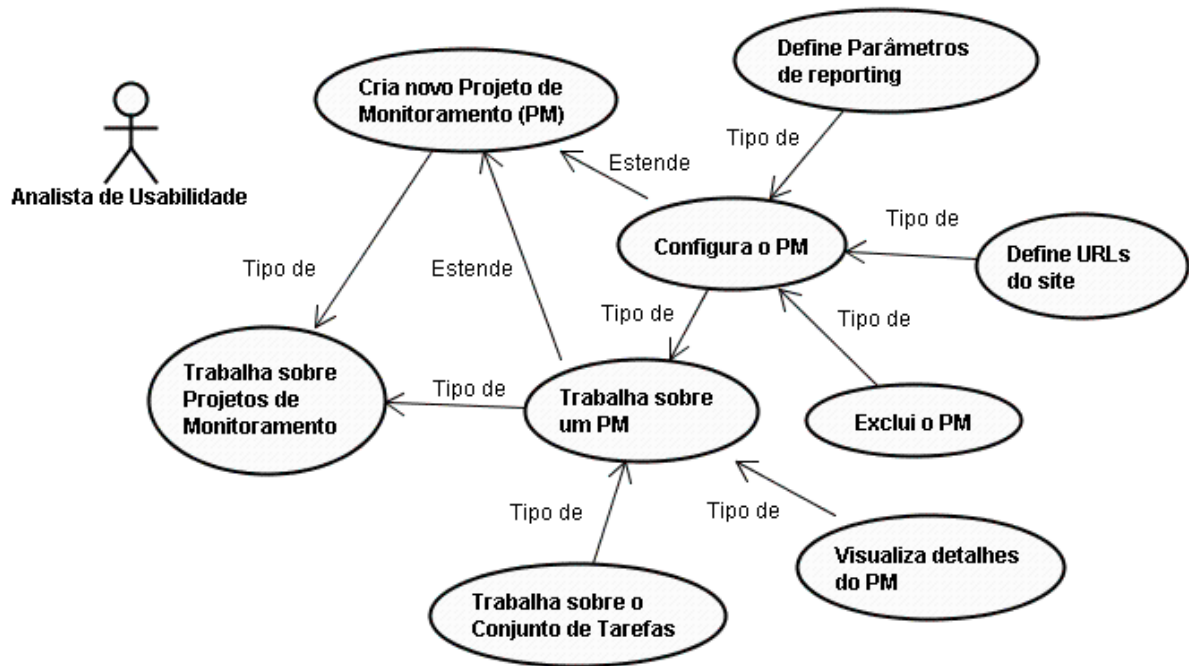 Define Parâmetros
de reporting
Cria novo Projeto de
Monitoramento (PM)
Tipo de
Estende
Analista de Usabilidade
Configura o PM
Tipo de
Define URLs
do site
Tipo de
Estende
Tipo de
Tipo de
Trabalha sobre
Projetos de
Monitoramento
Tipo de
Trabalha sobre
um PM
Exclui o PM
Tipo de
Tipo de
Visualiza detalhes
do PM
Trabalha sobre o
Conjunto de Tarefas